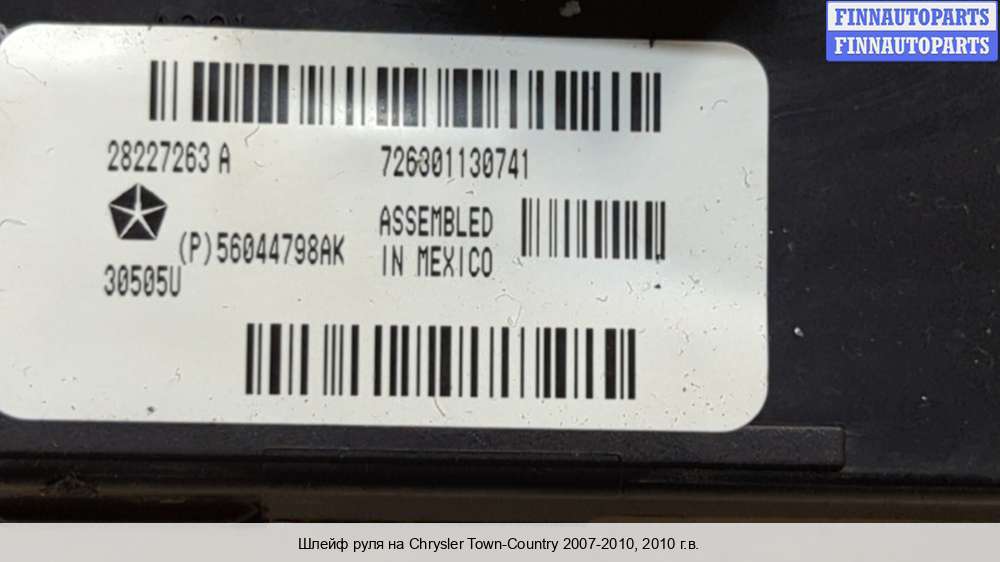 FINNAUTOPARTS
FINNAUTOPARTS
28227263 A
726301130741
(P)56044798AK
ASSEMBLED
IN MEXICO
30505U
Шлейф руля на Chrysler Town-Country 2007-2010, 2010 г.в.